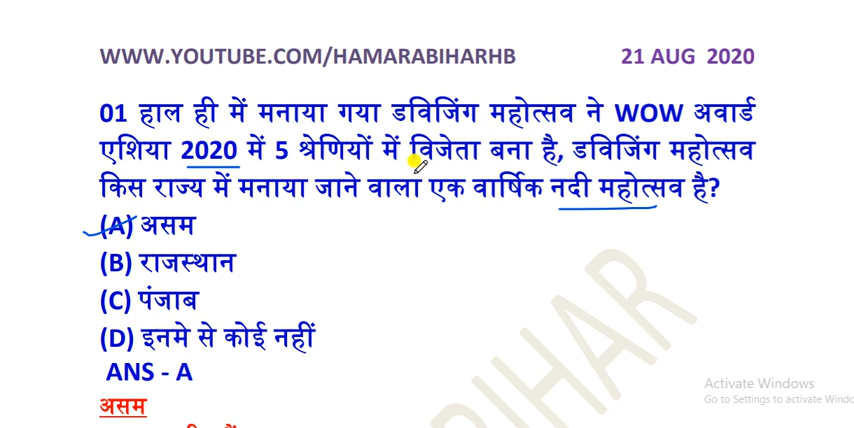 WWW.YOUTUBE.COM/HAMARABIHARHB 21 AUG 2020
01 हाल ही में मनाया गया डविजिंग महोत्सव ने WOW अवार्ड
एशिया 2020 में 5 श्रेणियों में विजेता बना है, डविजिंग महोत्सव
किस राज्य में मनाया जाने वाला एक वार्षिक नदी महोत्सव है?
(A) असम
(B) राजस्थान
(C) पंजाब
(D) इनमे से कोई नहीं
ANS - A
असम
BIHAR
Activate Windows
Go to Settings to activate Windo